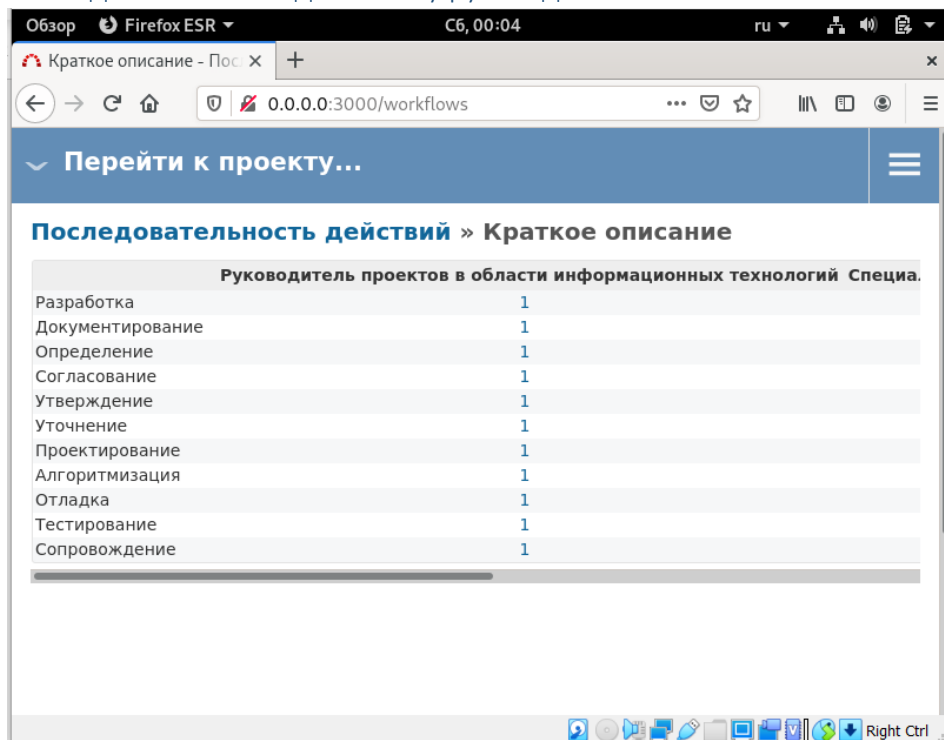 Обзор Firefox ESR Сб, 00:04 ru
Краткое описание - Пос
0.0.0.0:3000/workflows
Перейти к проекту...
Последовательность действий » Краткое описание
Руководитель проектов в области информационных технологий Специа
Разработка 1
Документирование 1
Определение 1
Согласование 1
Утверждение 1
Уточнение 1
Проектирование 1
Алгоритмизация 1
Отладка 1
Тестирование 1
Сопровождение 1
Right Ctrl